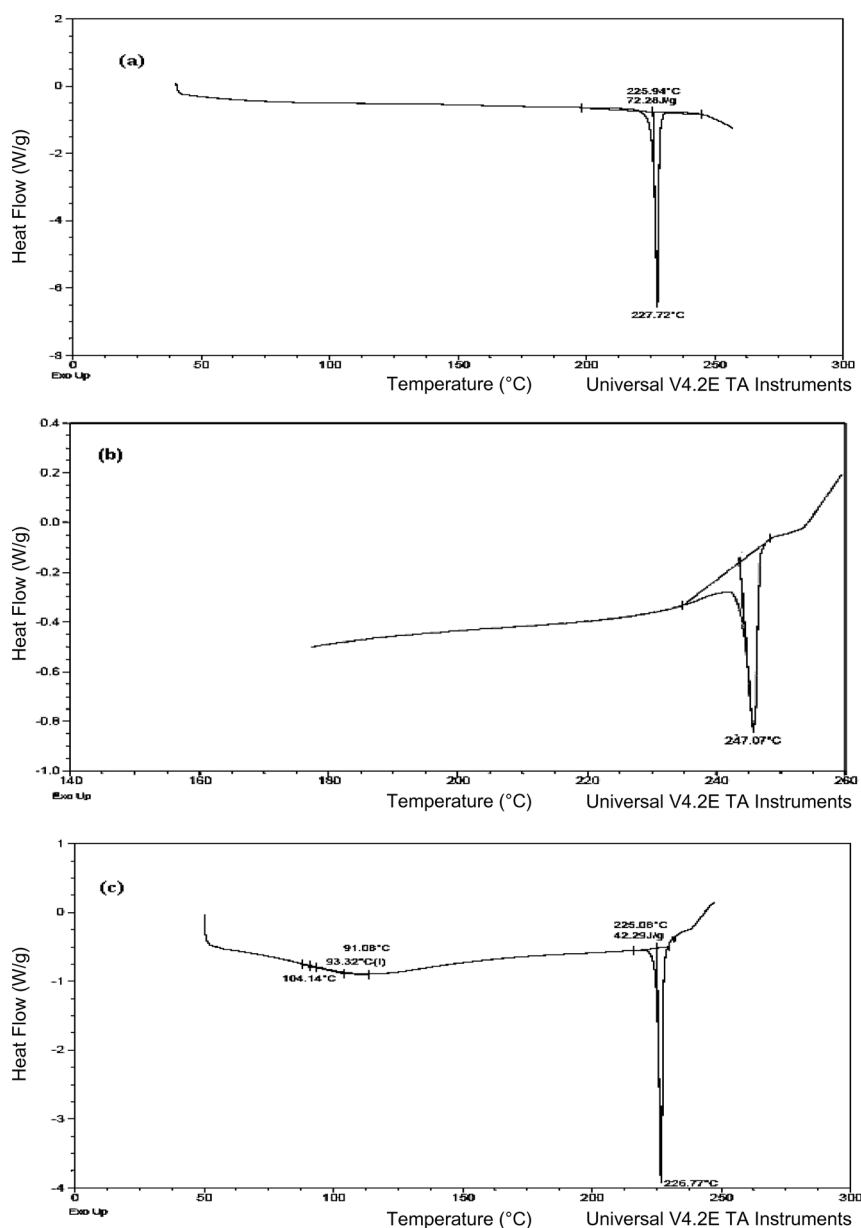 2
(a)
225.94°C
0
72.28J/g
-2
Heat Flow (W/g)
-4
-6
227.72°C
-8
0
50
100
150
200
250
300
Exo Up
Temperature (°C)
Universal V4.2E TA Instruments
0.4
(b)
0.2
0.0
-0.2
Heat Flow (W/g)
-0.4
-0.6
-0.8
247.07°C
-1.0
140
160
180
200
220
240
260
Exo Up
Temperature (°C)
Universal V4.2E TA Instruments
1
(c)
0
225.08°C
42.29J/g
91.08°C
93.32°C(I)
104.14°C
-1
Heat Flow (W/g)
-2
-3
-4
226.77°C
0
50
100
150
200
250
300
Exo Up
Temperature (°C)
Universal V4.2E TA Instruments